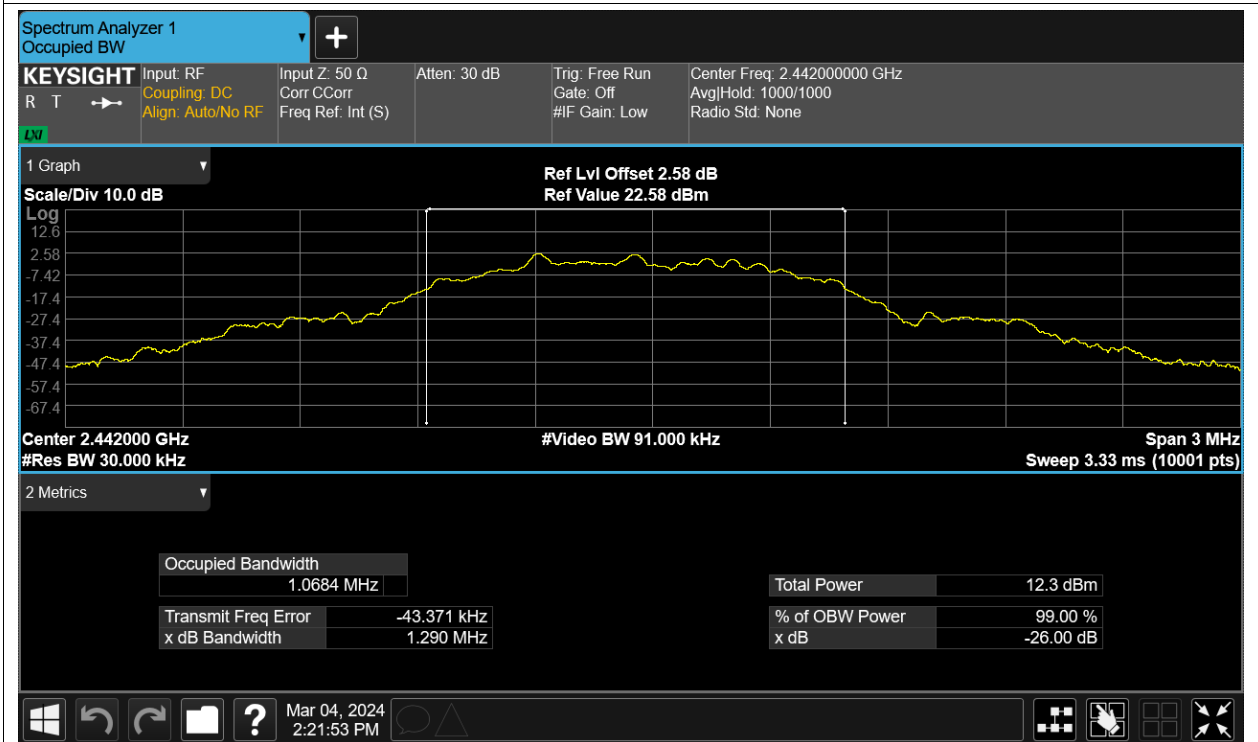 Spectrum Analyzer 1
Occupied BW
KEYSIGHT
R T
LXI
Input: RF
Coupling: DC
Align: Auto/No RF
Input Z: 50 Ω
Corr CCorr
Freq Ref: Int (S)
Atten: 30 dB
Trig: Free Run
Gate: Off
#IF Gain: Low
Center Freq: 2.442000000 GHz
Avg|Hold: 1000/1000
Radio Std: None
1 Graph
Scale/Div 10.0 dB
Ref Lvl Offset 2.58 dB
Ref Value 22.58 dBm
Log
12.6
2.58
-7.42
-17.4
-27.4
-37.4
-47.4
-57.4
-67.4
Center 2.442000 GHz
#Res BW 30.000 kHz
#Video BW 91.000 kHz
Span 3 MHz
Sweep 3.33 ms (10001 pts)
2 Metrics
Occupied Bandwidth
1.0684 MHz
Transmit Freq Error -43.371 kHz
x dB Bandwidth 1.290 MHz
Total Power 12.3 dBm
% of OBW Power 99.00 %
x dB -26.00 dB
?
Mar 04, 2024
2:21:53 PM